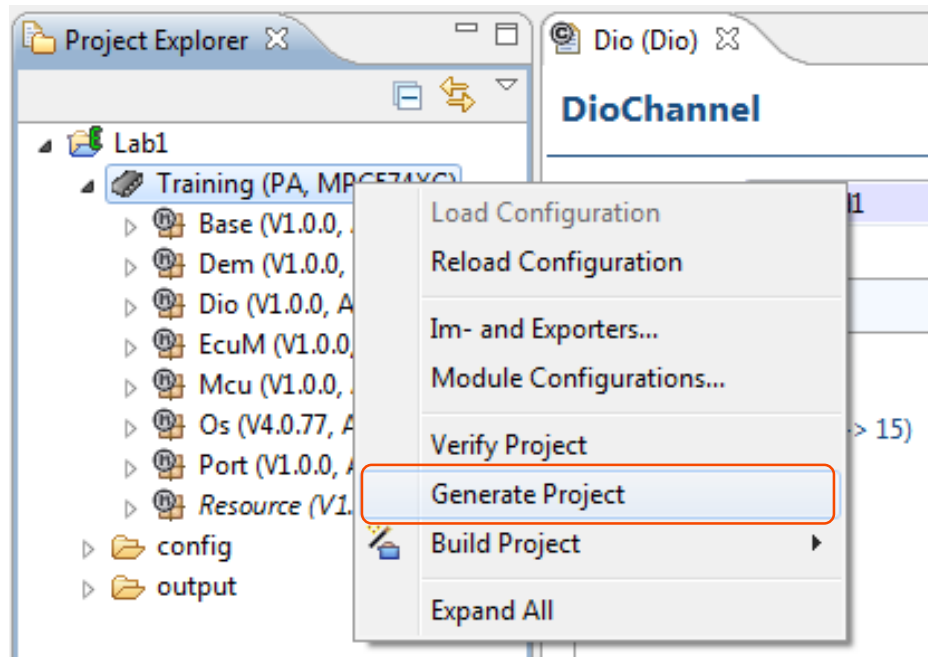 Project Explorer
Dio (Dio)
DioChannel
Lab1
Training (PA, MPC574XG)
Base (V1.0.0,
Dem (V1.0.0,
Dio (V1.0.0, A
EcuM (V1.0.0,
Mcu (V1.0.0,
Os (V4.0.77, A
Port (V1.0.0,
Resource (V1.
config
output
Load Configuration
Reload Configuration
Im- and Exporters...
Module Configurations...
Verify Project
Generate Project
Build Project
Expand All
-> 15)